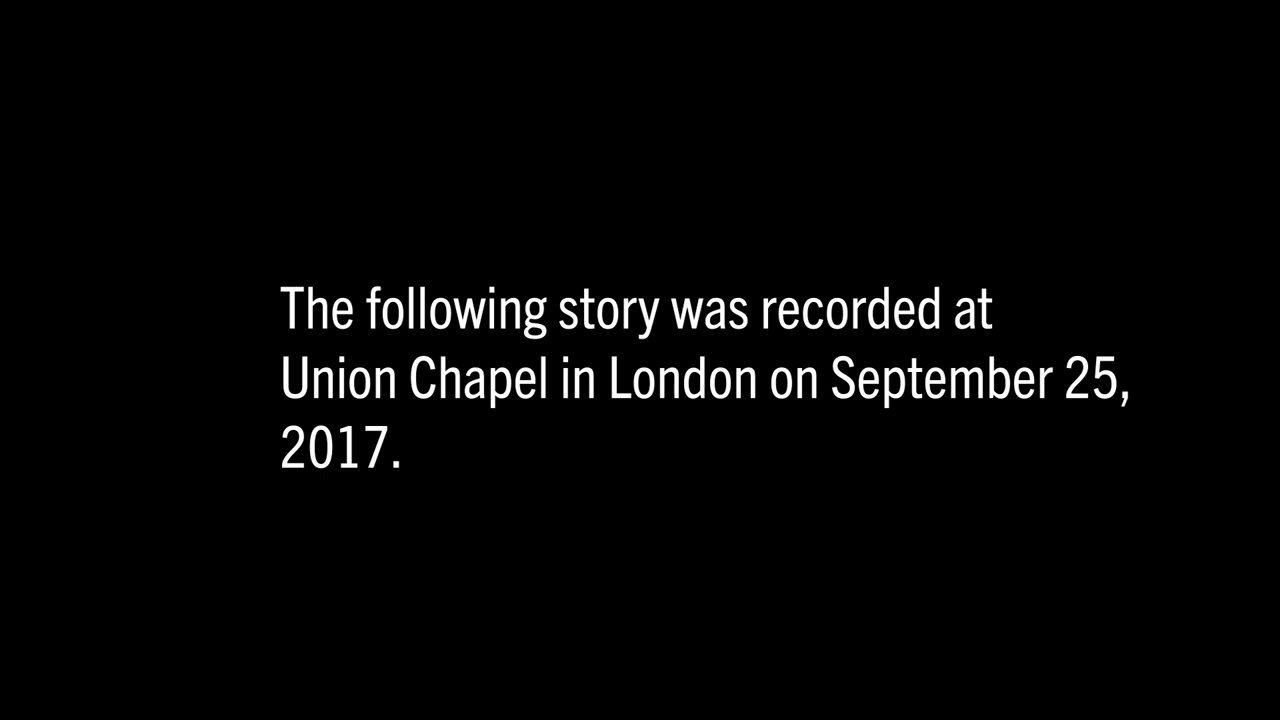 The following story was recorded at
Union Chapel in London on September 25,
2017.